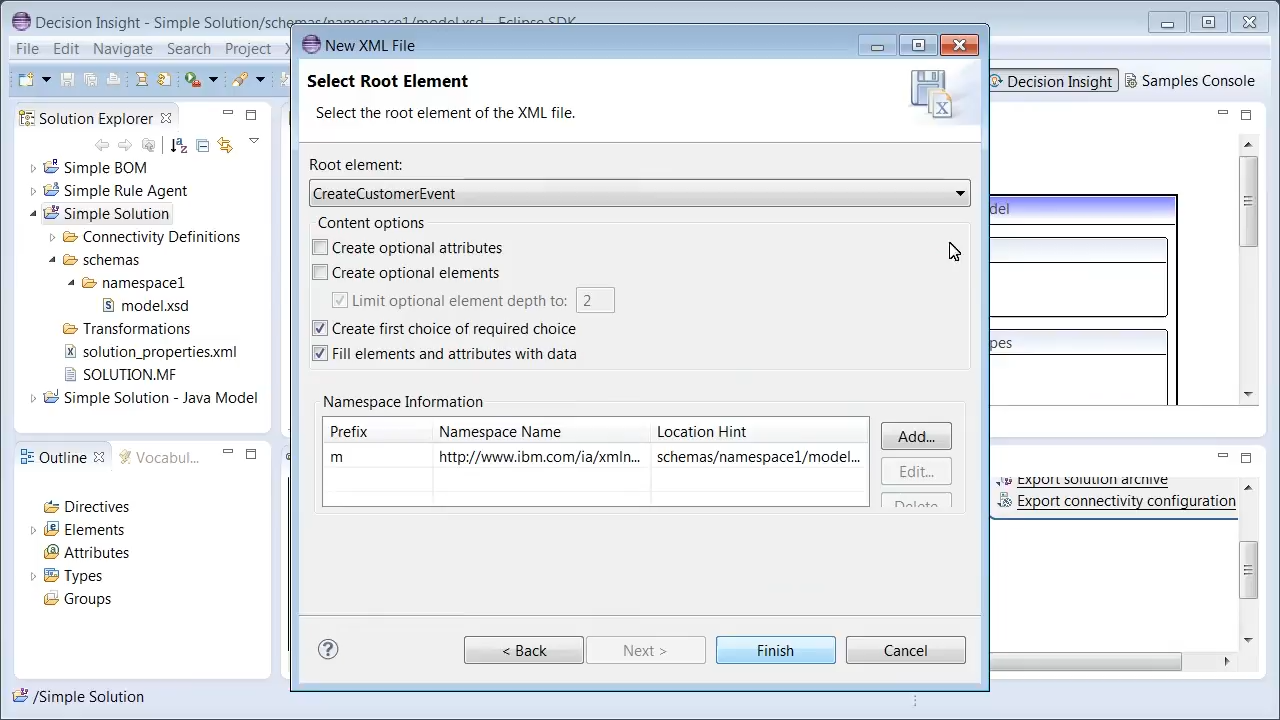 Decision Insight - Simple Solution/schemas/namespace1/model.xsd - Eclipse SDK
File Edit Navigate Search Project
Decision Insight Samples Console
Solution Explorer
Simple BOM
Simple Rule Agent
Simple Solution
Connectivity Definitions
schemas
namespace1
model.xsd
Transformations
solution_properties.xml
SOLUTION.MF
Simple Solution - Java Model
Outline Vocabul...
Directives
Elements
Attributes
Types
Groups
/Simple Solution
New XML File
Select Root Element
Select the root element of the XML file.
Root element:
CreateCustomerEvent
Content options
Create optional attributes
Create optional elements
Limit optional element depth to: 2
Create first choice of required choice
Fill elements and attributes with data
Namespace Information
Prefix Namespace Name Location Hint
m http://www.ibm.com/ia/xmln... schemas/namespace1/model...
Add...
Edit...
Delete
< Back Next > Finish Cancel
Export solution archive
Export connectivity configuration